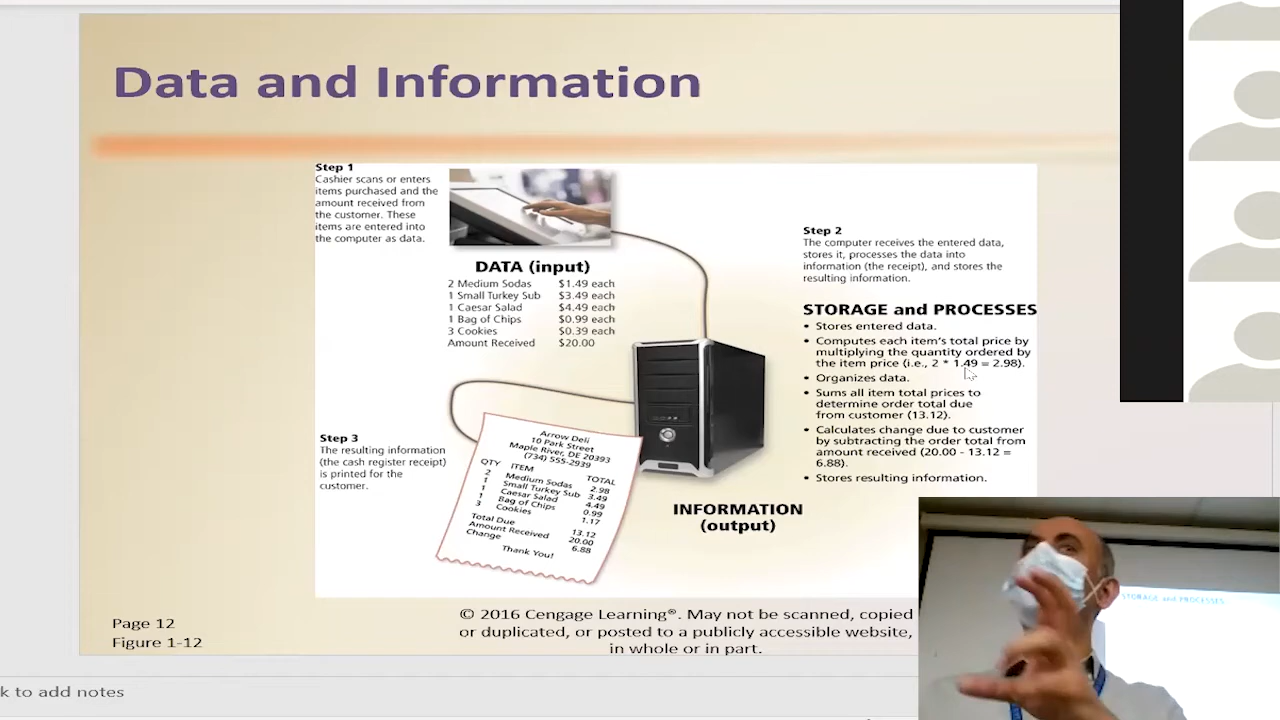 Data and Information
Step 1
Cashier scans or enters
items purchased and the
amount received from
the customer. These
items are entered into
the computer as data.
DATA (input)
2 Medium Sodas $1.49 each
1 Small Turkey Sub $3.49 each
1 Caesar Salad $4.49 each
1 Bag of Chips $0.99 each
3 Cookies $0.39 each
Amount Received $20.00
Step 2
The computer receives the entered data,
stores it, processes the data into
information (the receipt), and stores the
resulting information.
STORAGE and PROCESSES
• Stores entered data.
• Computes each item's total price by
multiplying the quantity ordered by
the item price (i.e., 2 * 1.49 = 2.98).
• Organizes data.
• Sums all item total prices to
determine order total due
from customer (13.12).
• Calculates change due to customer
by subtracting the order total from
amount received (20.00 - 13.12 =
6.88).
• Stores resulting information.
Step 3
The resulting information
(the cash register receipt)
is printed for the
customer.
Arrow Deli
10 Park Street
Maple River, DE 20393
(734) 555-2939
QTY ITEM TOTAL
2 Medium Sodas 2.98
1 Small Turkey Sub 3.49
1 Caesar Salad 4.49
1 Bag of Chips 0.99
3 Cookies 1.17
Total Due 13.12
Amount Received 20.00
Change 6.88
Thank You!
INFORMATION
(output)
Page 12
Figure 1-12
© 2016 Cengage Learning®. May not be scanned, copied
or duplicated, or posted to a publicly accessible website,
in whole or in part.
k to add notes
STORAGE and PROCESSES